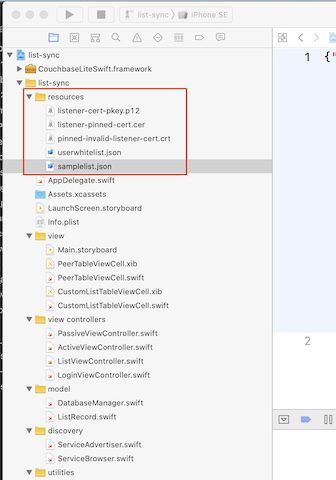 list-sync
list-sync
iPhone SE
list-sync
CouchbaseLiteSwift.framework
list-sync
resources
listener-cert-pkey.p12
listener-pinned-cert.cer
pinned-invalid-listener-cert.crt
userwhitelist.json
samplelist.json
AppDelegate.swift
Assets.xcassets
LaunchScreen.storyboard
Info.plist
view
Main.storyboard
PeerTableViewCell.xib
PeerTableViewCell.swift
CustomListTableViewCell.xib
CustomListTableViewCell.swift
view controllers
PassiveViewController.swift
ActiveViewController.swift
ListViewController.swift
LoginViewController.swift
model
DatabaseManager.swift
ListRecord.swift
discovery
ServiceAdvertiser.swift
ServiceBrowser.swift
utilities
1 {"
2